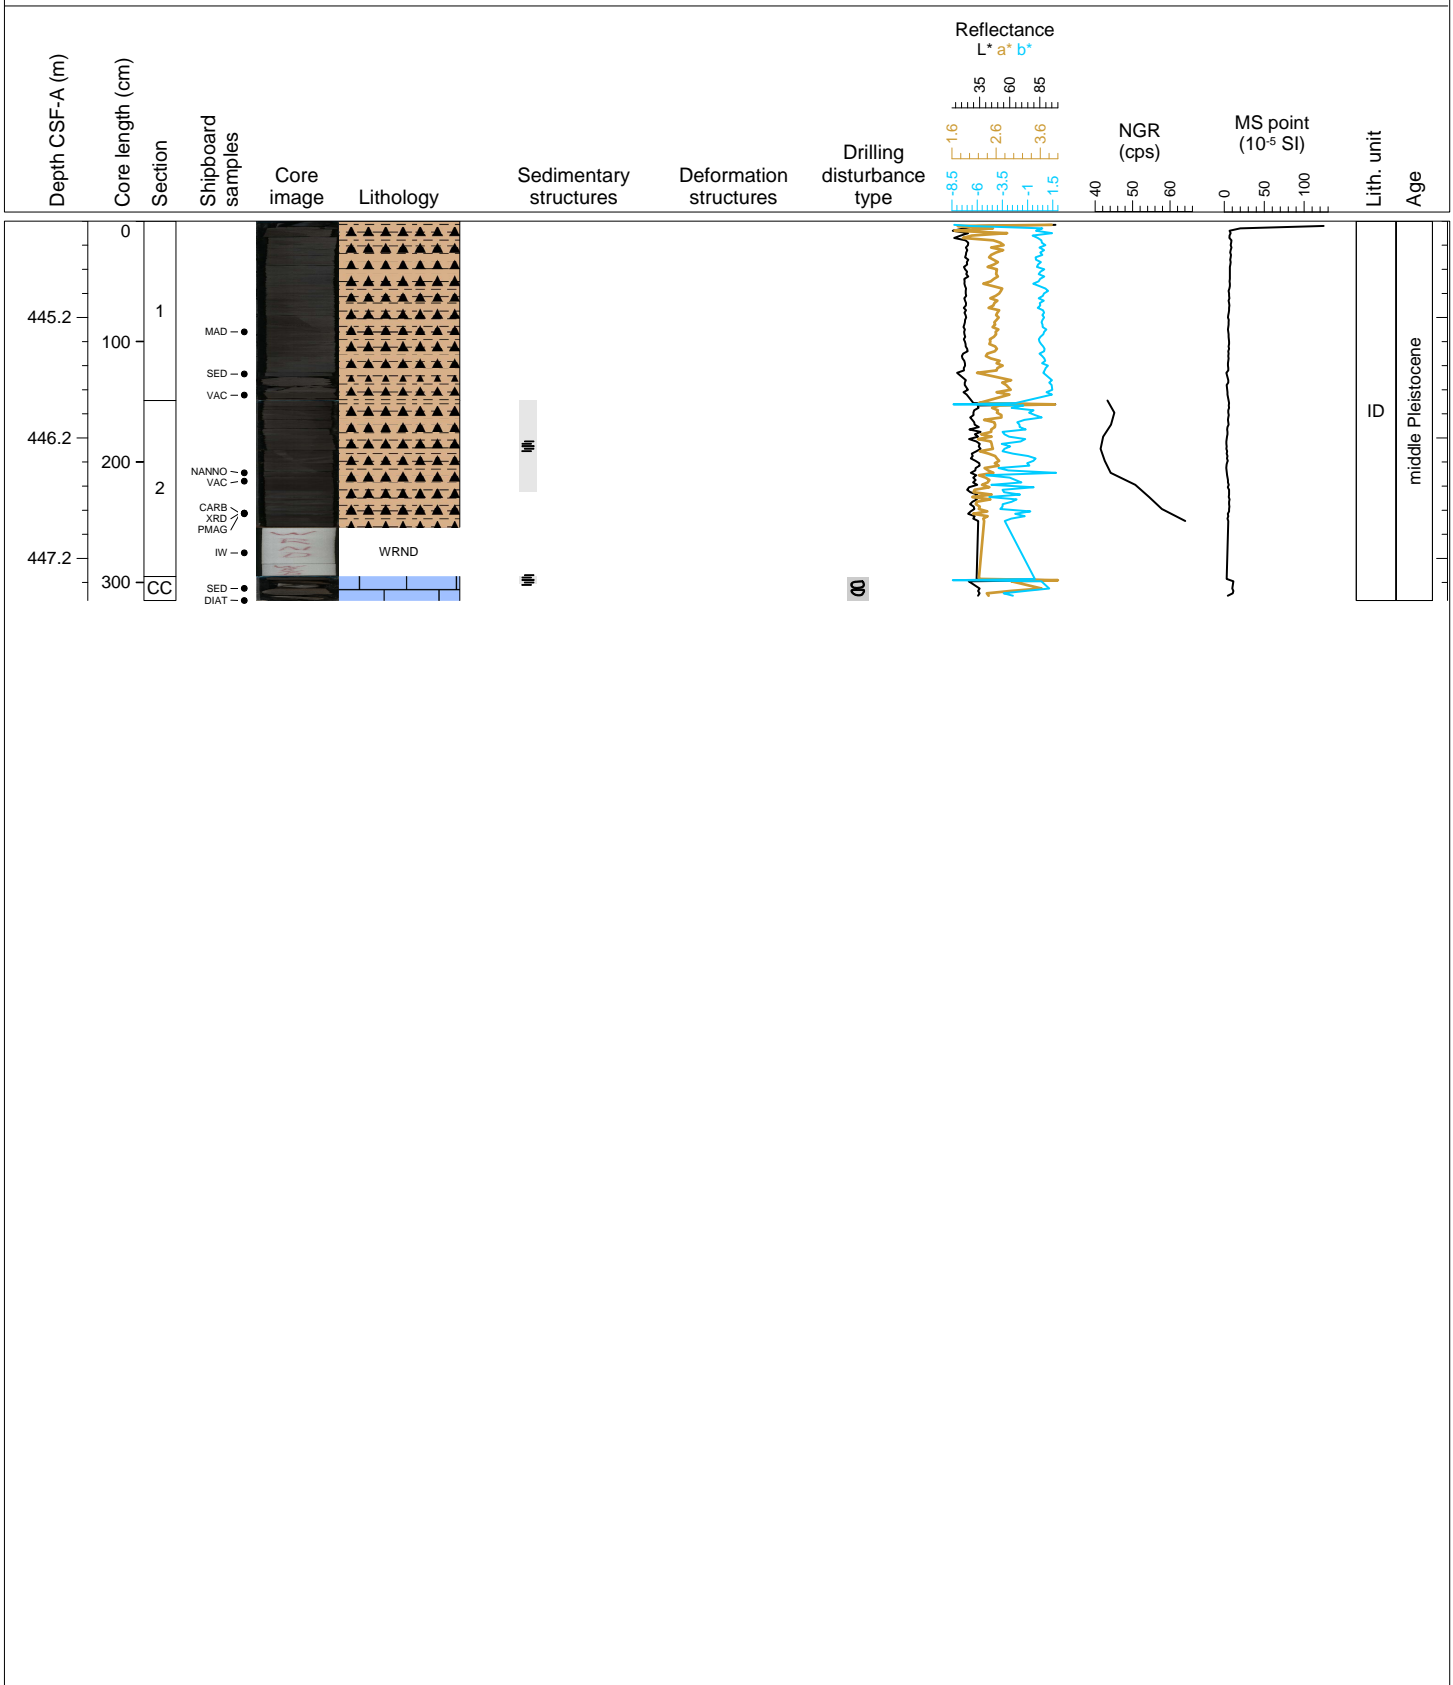 Depth CSF-A (m)
Core length (cm)
Section
Shipboard
samples
Core
image
Lithology
Sedimentary
structures
Deformation
structures
Drilling
disturbance
type
Reflectance
L* a* b*
35 60 85
1.6 2.6 3.6
-8.5 -6 -3.5 -1 1.5
NGR
(cps)
40 50 60
MS point
(10-5 SI)
0 50 100
Lith. unit
Age
0
1
445.2
MAD
100
SED
VAC
ID
middle Pleistocene
446.2
200
NANNO
VAC
2
CARB
XRD
PMAG
IW
WRND
447.2
300
CC
SED
DIAT